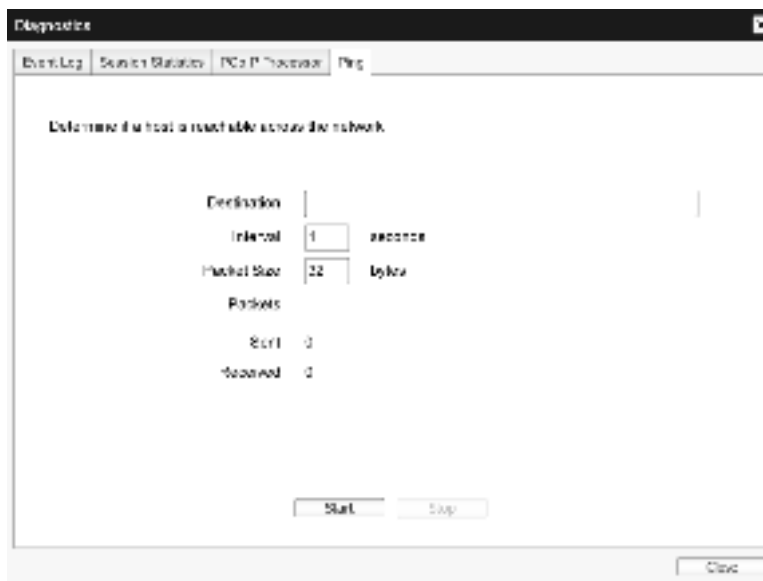 Diagnostics
Event Log Session Statistics PCoIP Processor Ping
Determine if a host is reachable across the network
Destination
Interval 1 seconds
Packet Size 32 bytes
Packets
Sent 0
Received 0
Start Stop
Close